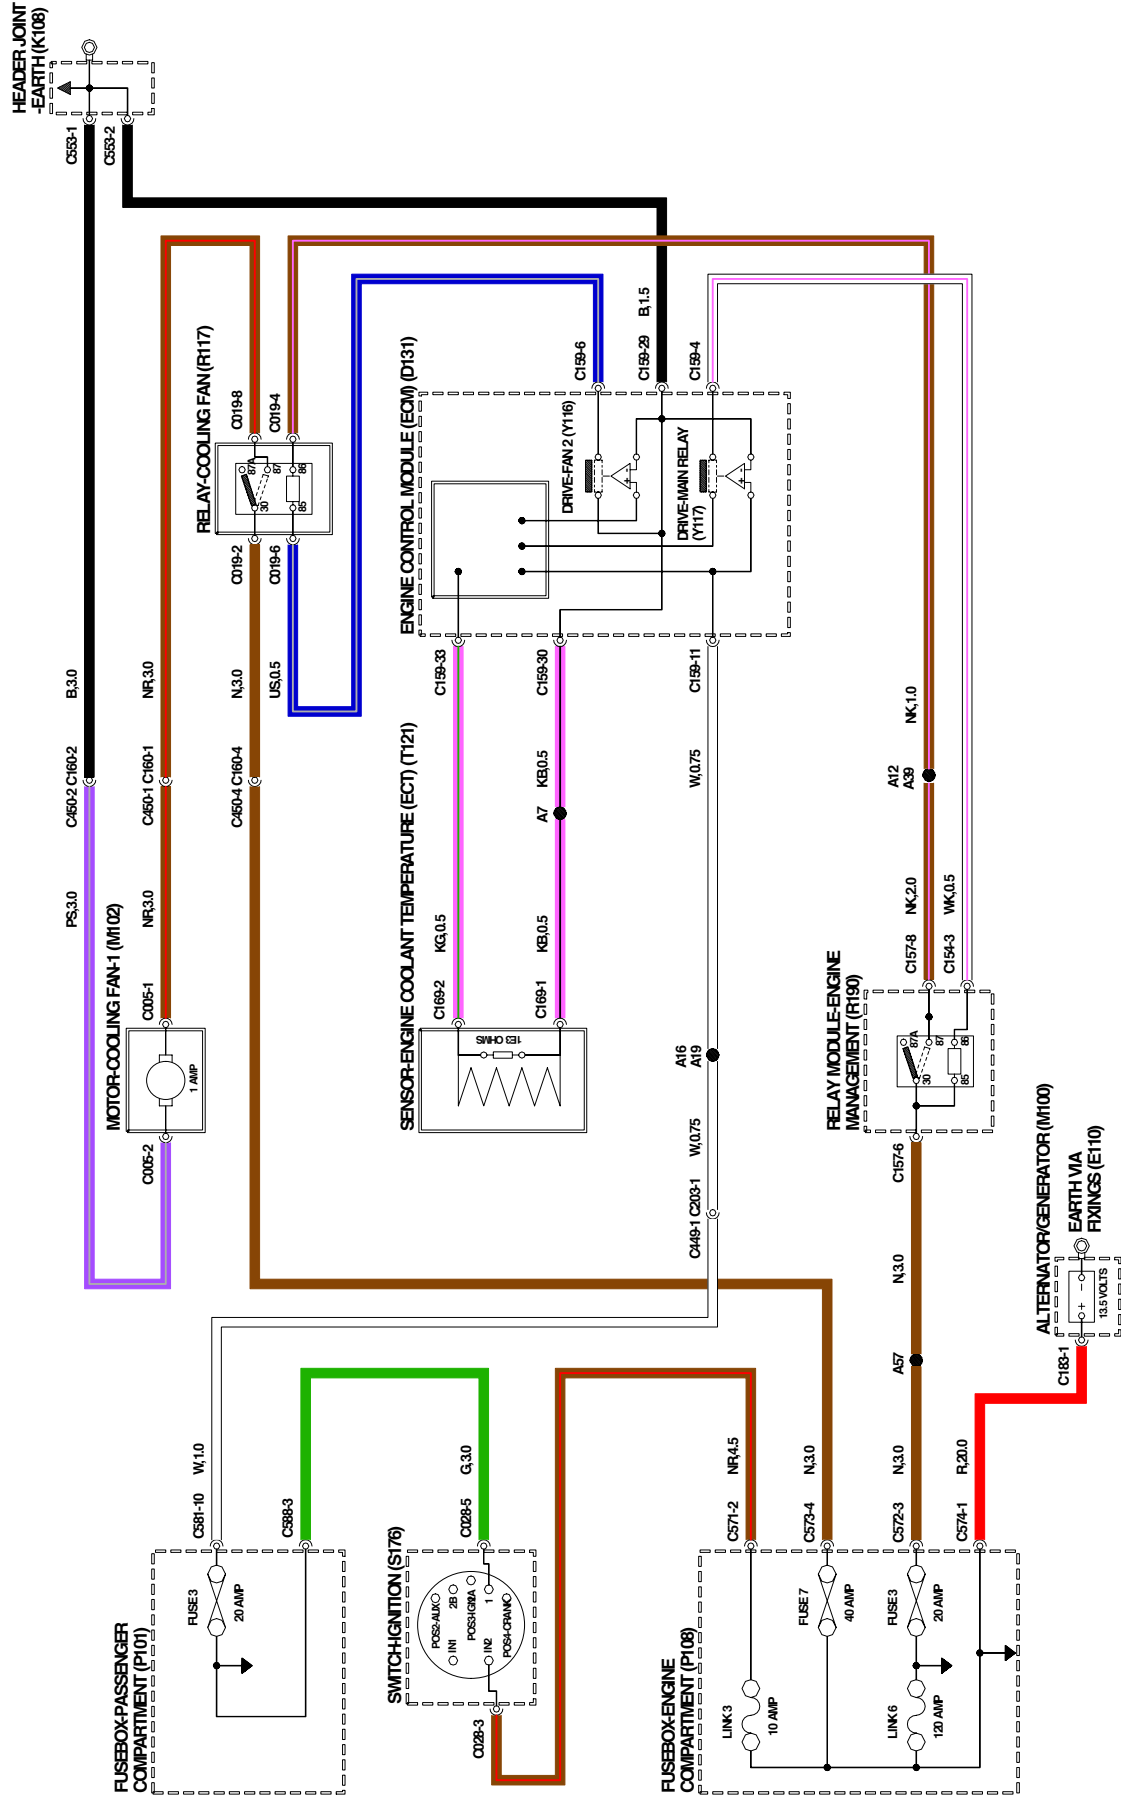 HEADER JOINT
-EARTH (K108)
C553-1
C553-2
B,3.0
C160-2
C450-2
PS,3.0
NR,3.0
C160-1
C450-1
NR,3.0
N,3.0
C160-4
C450-4
US,0.5
RELAY-COOLING FAN (R117)
C019-8
C019-4
C019-2
C019-6
87A
87
30
86
85
MOTOR-COOLING FAN-1 (M102)
C005-1
C005-2
1 AMP
ENGINE CONTROL MODULE (ECM) (D131)
C159-6
B,1.5
C159-29
C159-4
DRIVE-FAN 2 (Y116)
DRIVE-MAIN RELAY
(Y117)
-
+
+
C159-33
C159-30
C159-11
KG,0.5
KB,0.5
A7
KB,0.5
W,0.75
SENSOR-ENGINE COOLANT TEMPERATURE (ECT) (T121)
C169-2
C169-1
1E3 OHMS
A16
A19
W,0.75
C203-1
C449-1
NK,1.0
A12
A39
NK,2.0
WK,0.5
C157-8
C154-3
RELAY MODULE-ENGINE
MANAGEMENT (R190)
87A
87
30
86
85
C157-6
N,3.0
A57
ALTERNATOR/GENERATOR (M100)
EARTH VIA
FIXINGS (E110)
+ -
13.5 VOLTS
C183-1
FUSEBOX-PASSENGER
COMPARTMENT (P101)
FUSE 3
20 AMP
C581-10
W,1.0
C588-3
SWITCH-IGNITION (S176)
G,3.0
C028-5
POS2-AUX
2B
IN1
POS3-IGN
2A
IN2
1
POS4-CRANK
C028-3
FUSEBOX-ENGINE
COMPARTMENT (P108)
LINK 3
10 AMP
FUSE 7
40 AMP
LINK 6
120 AMP
FUSE 3
20 AMP
C571-2
NR,4.5
C573-4
N,3.0
C572-3
N,3.0
C574-1
R,20.0